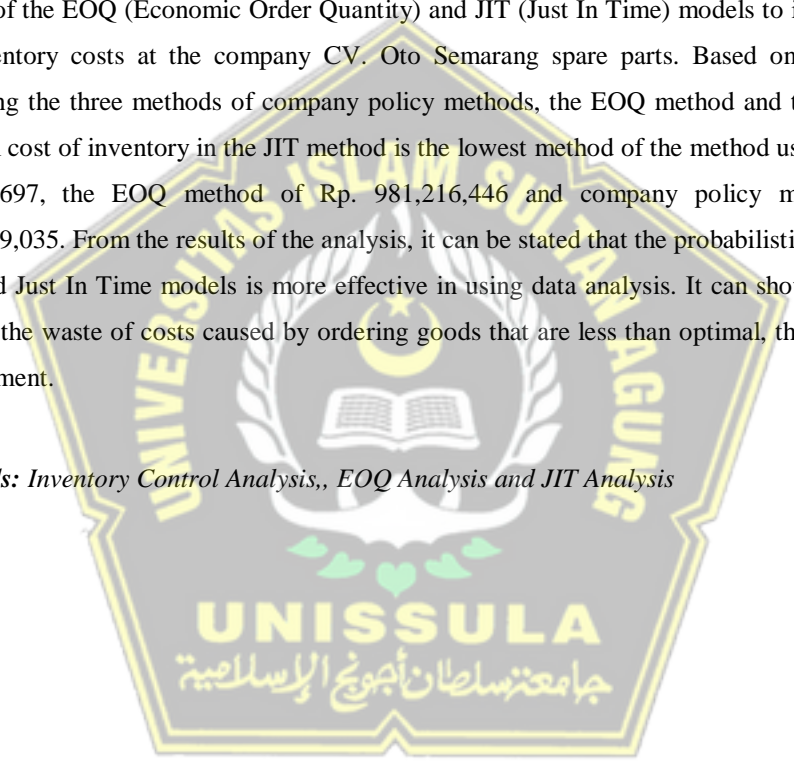 of the EOQ (Economic Order Quantity) and JIT (Just In Time) models to i
entory costs at the company CV. Oto Semarang spare parts. Based on
ng the three methods of company policy methods, the EOQ method and t
cost of inventory in the JIT method is the lowest method of the method us
697, the EOQ method of Rp. 981,216,446 and company policy m
9,035. From the results of the analysis, it can be stated that the probabilisti
d Just In Time models is more effective in using data analysis. It can sho
the waste of costs caused by ordering goods that are less than optimal, th
ment.
s: Inventory Control Analysis,, EOQ Analysis and JIT Analysis
UNIVERSITAS ISLAM SULTAN AGUNG
UNISSULA
جامعتنسلطان أجونج الإسلامية